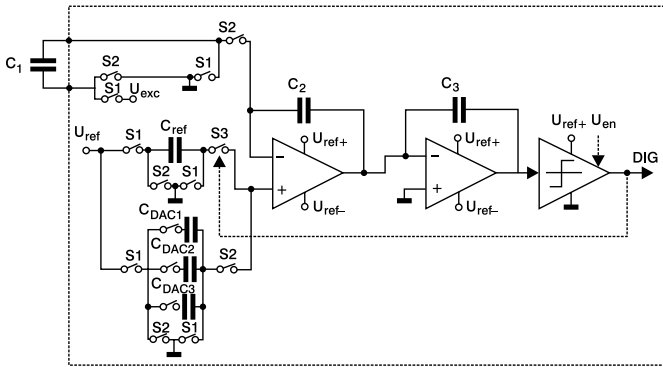 S2
C1
S2
S1
S1
Uexc
C2
C3
Uref
S1
Cref
S3
S2
S1
Uref+
Uref–
Uref+
Uref–
Uref+
Uen
DIG
CDAC1
CDAC2
CDAC3
S1
S2
S2
S1